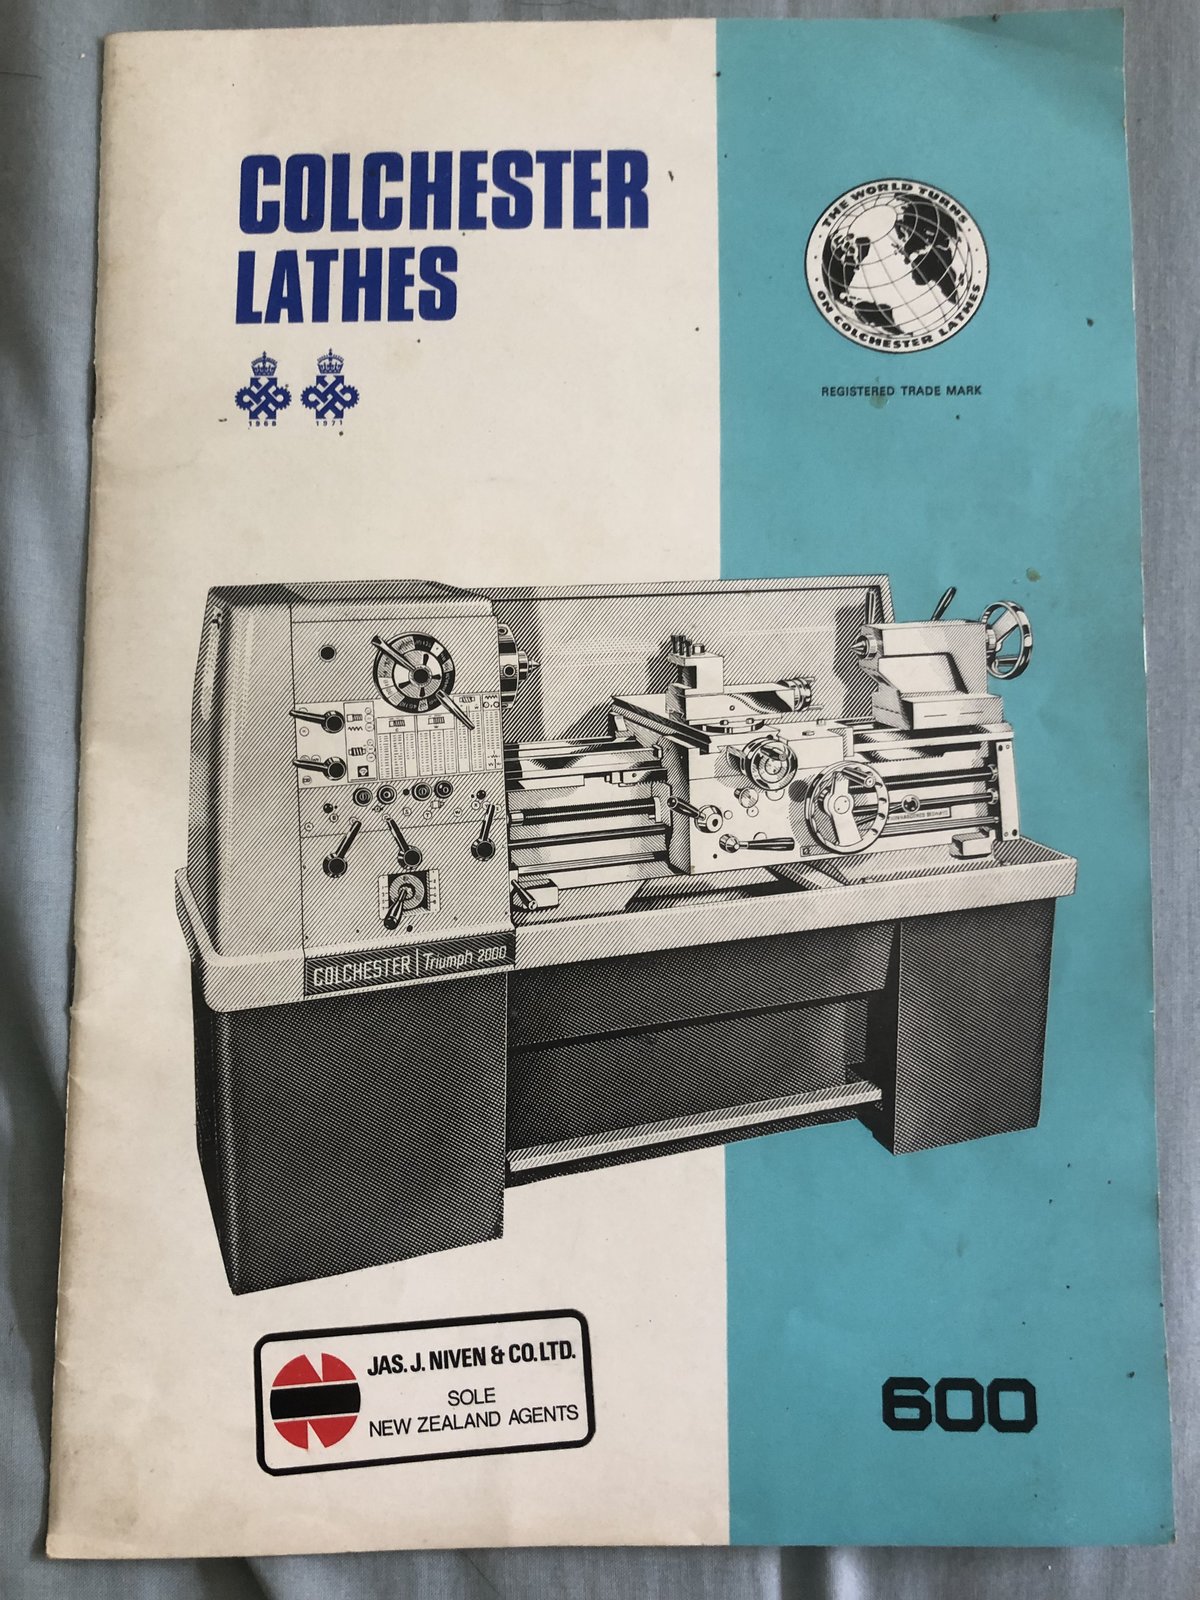 COLCHESTER
LATHES
1968 1971
THE WORLD TURNS
ON COLCHESTER LATHES
REGISTERED TRADE MARK
COLCHESTER Triumph 2000
JAS. J. NIVEN & CO. LTD.
SOLE
NEW ZEALAND AGENTS
600